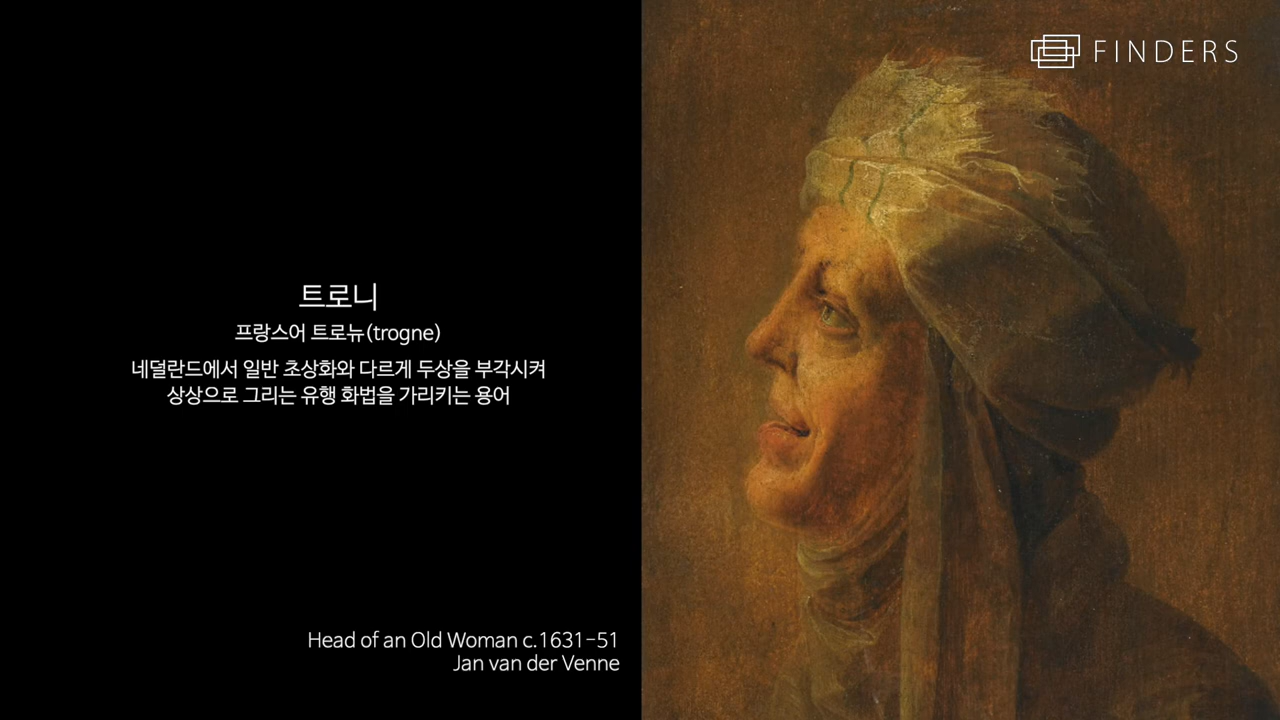 FINDERS
트로니
프랑스어 트로뉴(trogne)
네덜란드에서 일반 초상화와 다르게 두상을 부각시켜
상상으로 그리는 유행 화법을 가리키는 용어
Head of an Old Woman c.1631-51
Jan van der Venne